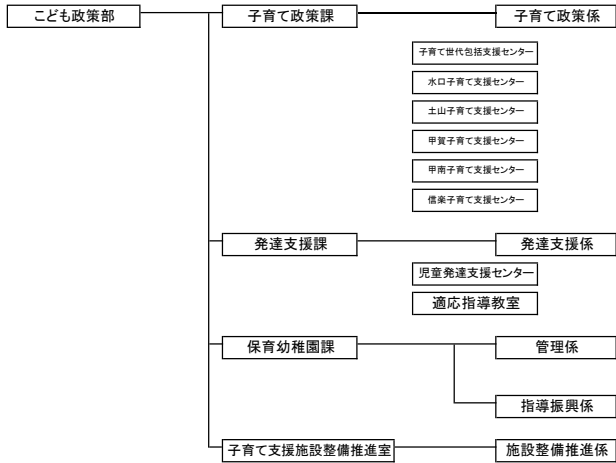 こども政策部
子育て政策課
子育て政策係
子育て世代包括支援センター
水口子育て支援センター
土山子育て支援センター
甲賀子育て支援センター
甲南子育て支援センター
信楽子育て支援センター
発達支援課
発達支援係
児童発達支援センター
適応指導教室
保育幼稚園課
管理係
指導振興係
子育て支援施設整備推進室
施設整備推進係